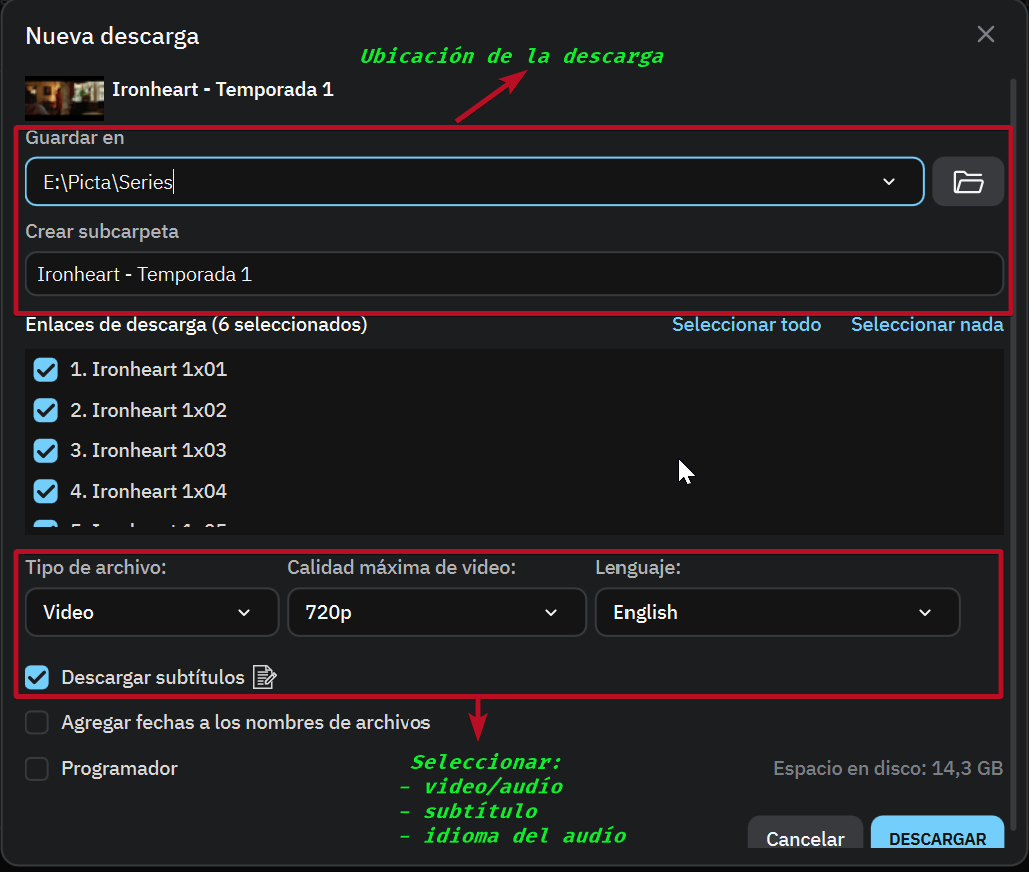 Nueva descarga
Ubicación de la descarga
Ironheart - Temporada 1
Guardar en
E:\Picta\Series
Crear subcarpeta
Ironheart - Temporada 1
Enlaces de descarga (6 seleccionados) Seleccionar todo Seleccionar nada
1. Ironheart 1x01
2. Ironheart 1x02
3. Ironheart 1x03
4. Ironheart 1x04
5. Ironheart 1x05
Tipo de archivo: Calidad máxima de video: Lenguaje:
Video 720p English
Descargar subtítulos
Agregar fechas a los nombres de archivos
Programador
Seleccionar:
- video/audío
- subtítulo
- idioma del audío
Espacio en disco: 14,3 GB
Cancelar DESCARGAR